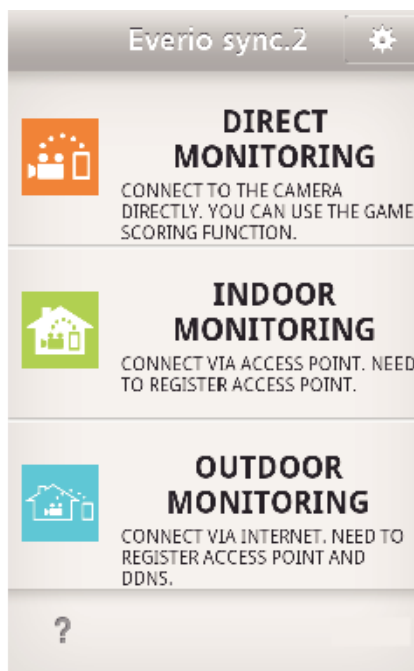 Everio sync.2
DIRECT
MONITORING
CONNECT TO THE CAMERA
DIRECTLY. YOU CAN USE THE GAME
SCORING FUNCTION.
INDOOR
MONITORING
CONNECT VIA ACCESS POINT. NEED
TO REGISTER ACCESS POINT.
OUTDOOR
MONITORING
CONNECT VIA INTERNET. NEED TO
REGISTER ACCESS POINT AND
DDNS.
?